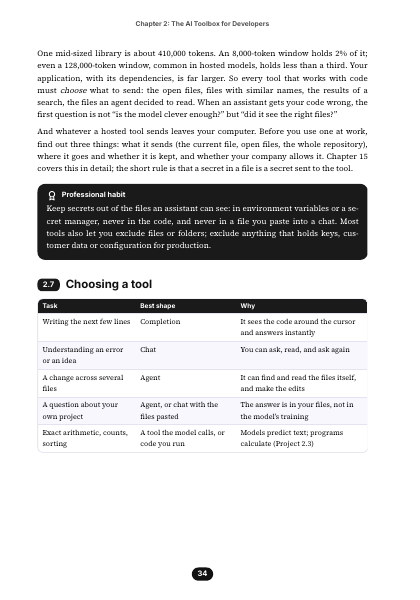 Chapter 2: The AI Toolbox for Developers
One mid-sized library is about 410,000 tokens. An 8,000-token window holds 2% of it;
even a 128,000-token window, common in hosted models, holds less than a third. Your
application, with its dependencies, is far larger. So every tool that works with code
must choose what to send: the open files, files with similar names, the results of a
search, the files an agent decided to read. When an assistant gets your code wrong, the
first question is not “is the model clever enough?” but “did it see the right files?”
And whatever a hosted tool sends leaves your computer. Before you use one at work,
find out three things: what it sends (the current file, open files, the whole repository),
where it goes and whether it is kept, and whether your company allows it. Chapter 15
covers this in detail; the short rule is that a secret in a file is a secret sent to the tool.
Professional habit
Keep secrets out of the files an assistant can see: in environment variables or a se-
cret manager, never in the code, and never in a file you paste into a chat. Most
tools also let you exclude files or folders; exclude anything that holds keys, cus-
tomer data or configuration for production.
2.7 Choosing a tool
Task Best shape Why
Writing the next few lines Completion It sees the code around the cursor
and answers instantly
Understanding an error Chat You can ask, read, and ask again
or an idea
A change across several Agent It can find and read the files itself,
files and make the edits
A question about your Agent, or chat with the The answer is in your files, not in
own project files pasted the model’s training
Exact arithmetic, counts, A tool the model calls, or Models predict text; programs
sorting code you run calculate (Project 2.3)
34